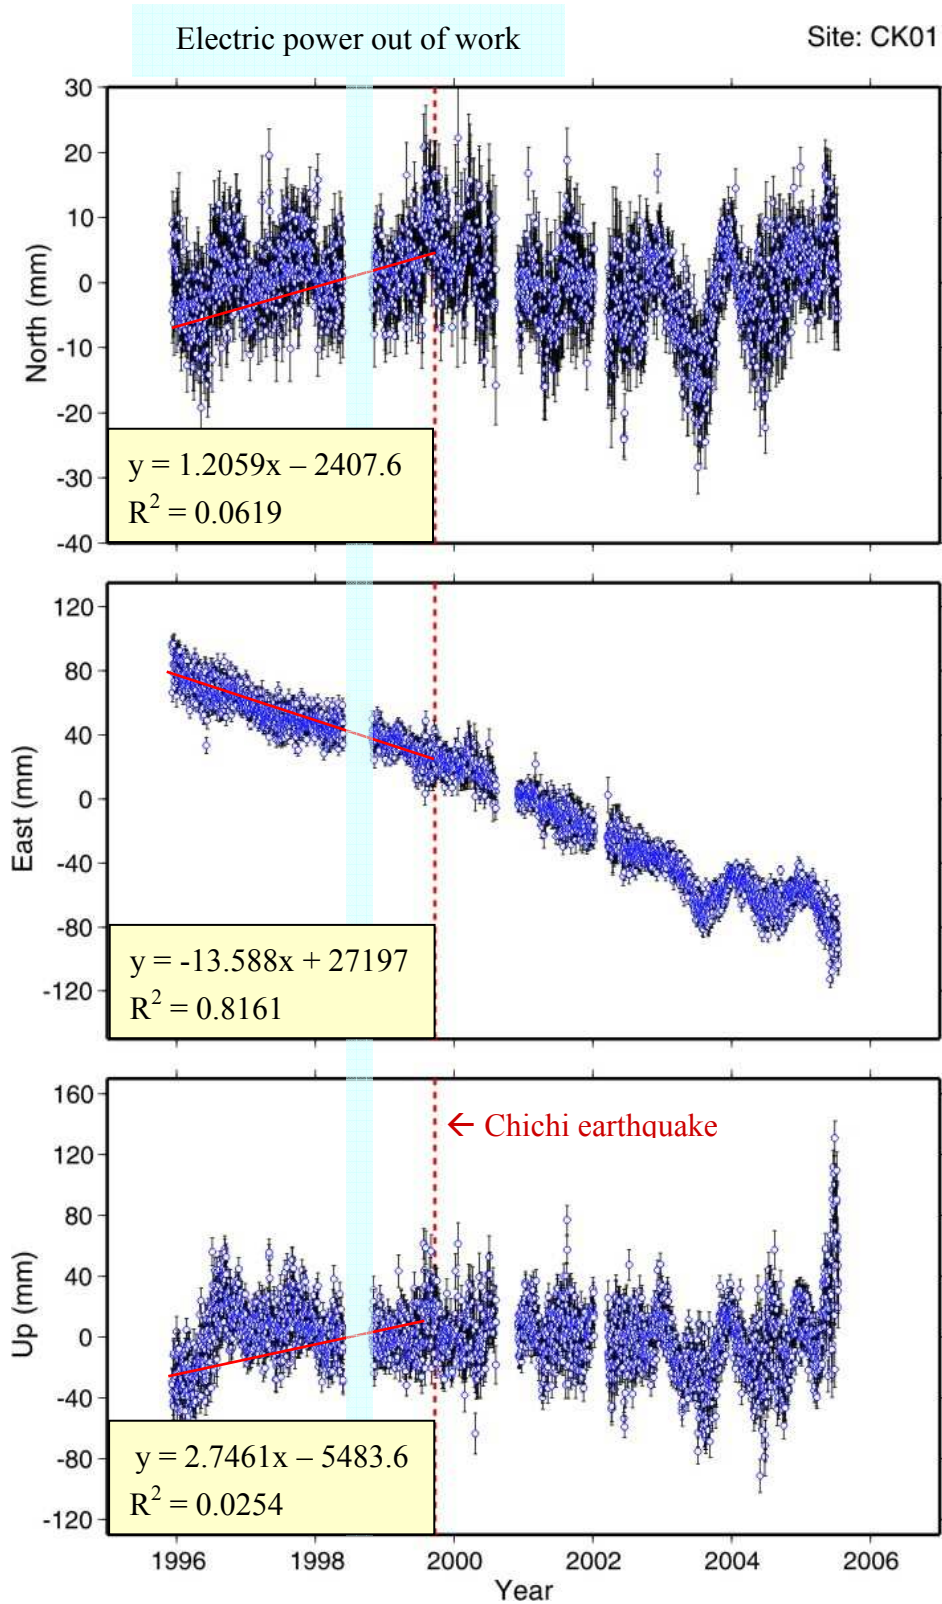 Electric power out of work
Site: CK01
30
20
10
0
-10
-20
-30
-40
North (mm)
y = 1.2059x – 2407.6
R² = 0.0619
120
80
40
0
-40
-80
-120
East (mm)
y = -13.588x + 27197
R² = 0.8161
160
120
80
40
0
-40
-80
-120
Up (mm)
← Chichi earthquake
y = 2.7461x – 5483.6
R² = 0.0254
1996 1998 2000 2002 2004 2006
Year